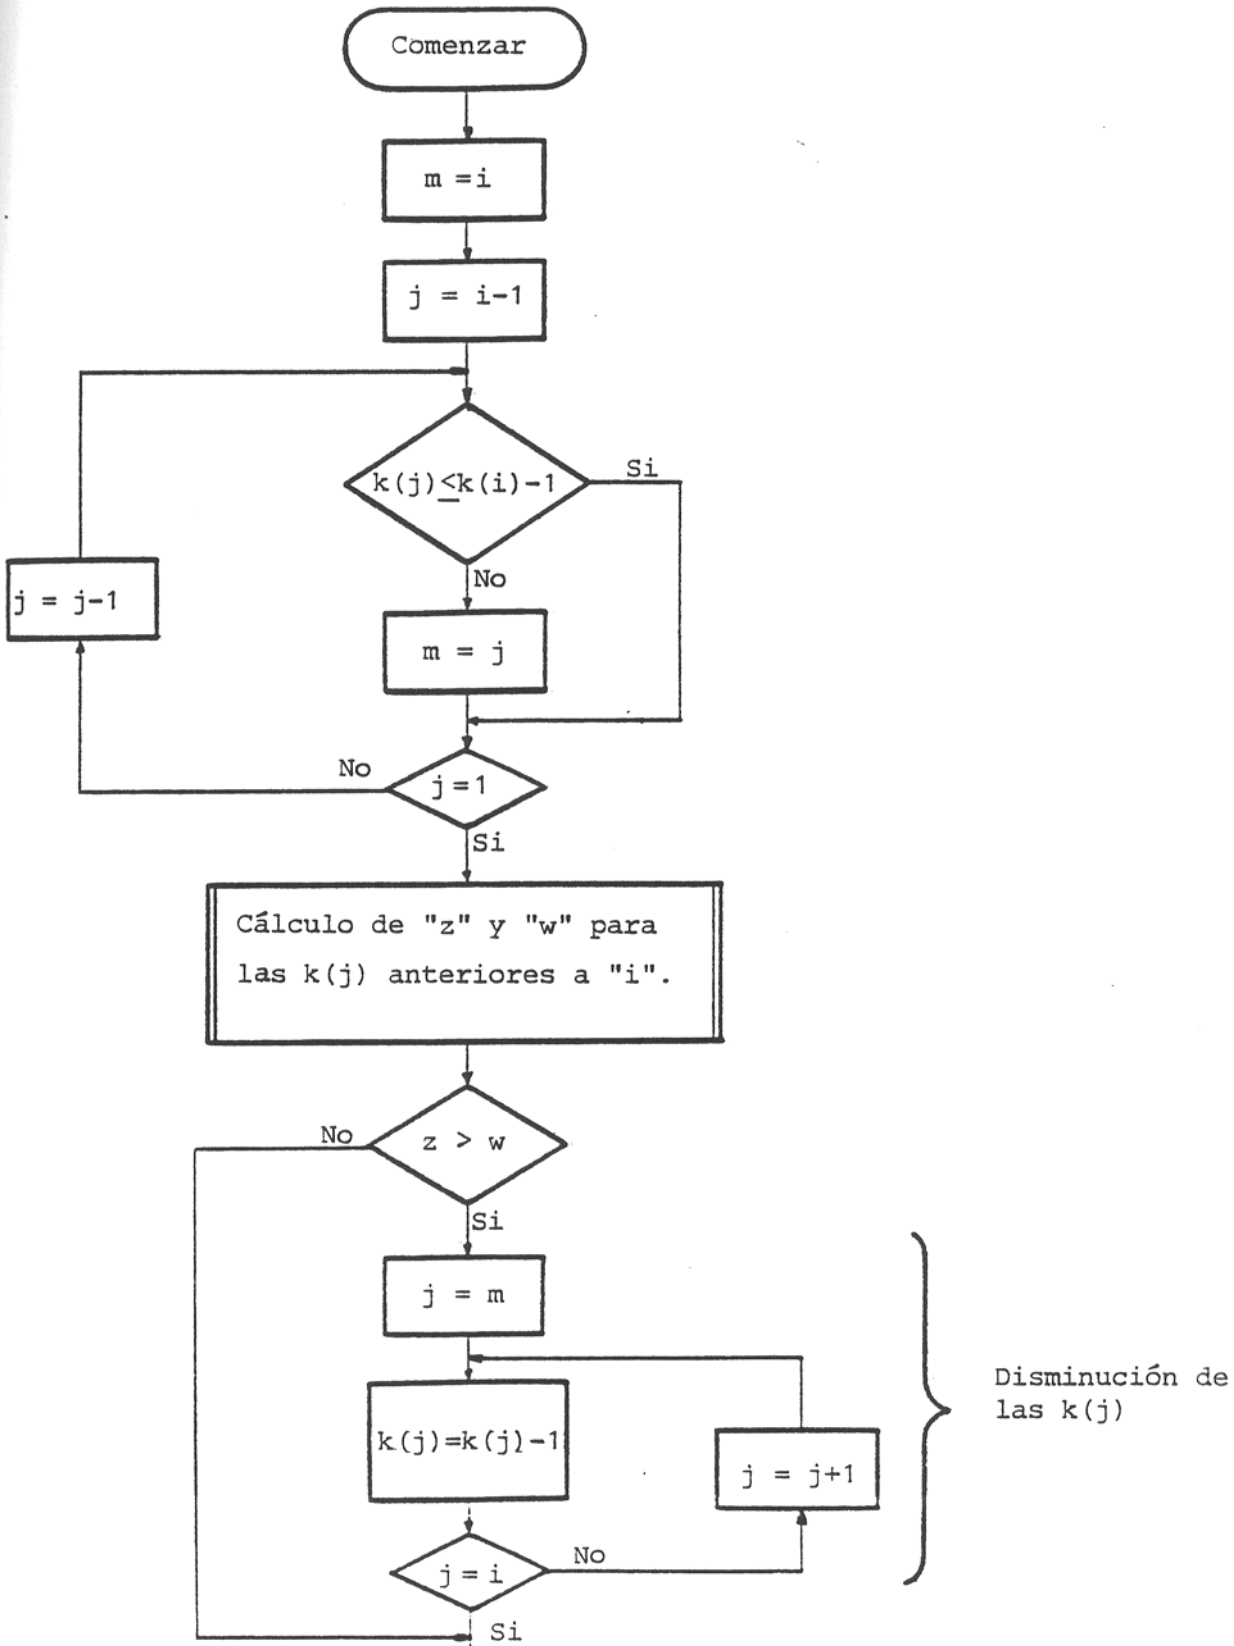 Comenzar
m =i
j = i-1
k(j)≤k(i)-1
Si
No
j = j-1
m = j
No
j=1
Si
Cálculo de "z" y "w" para
las k(j) anteriores a "i".
No
z > w
Si
j = m
Disminución de
las k(j)
k(j)=k(j)-1
j = j+1
No
j=i
Si